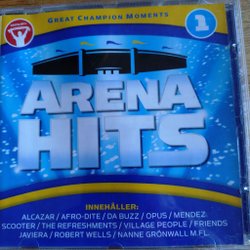 GREAT CHAMPION MOMENTS
1
ARENA
HITS
INNEHÅLLER:
ALCAZAR / AFRO-DITE / DA BUZZ / OPUS / MENDEZ
SCOOTER / THE REFRESHMENTS / VILLAGE PEOPLE / FRIENDS
JAVIERA / ROBERT WELLS / NANNE GRÖNWALL M.FL.